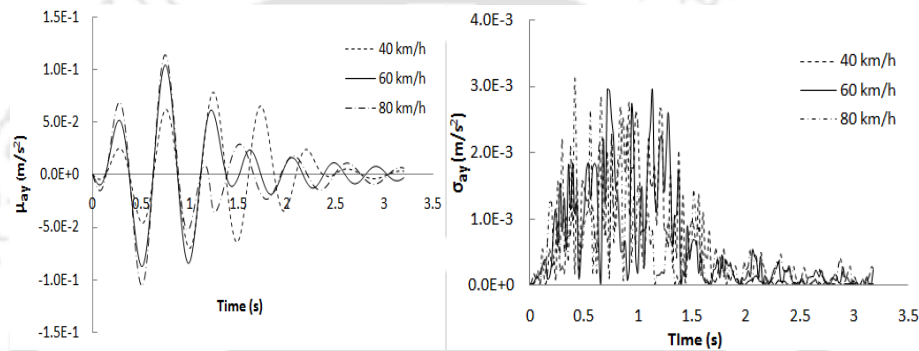 1.5E-1
1.0E-1
5.0E-2
0.0E+0
-5.0E-2
-1.0E-1
-1.5E-1
μay (m/s²)
0 0.5 1 1.5 2 2.5 3 3.5
Time (s)
40 km/h
60 km/h
80 km/h
4.0E-3
3.0E-3
2.0E-3
1.0E-3
0.0E+0
σay (m/s²)
0 0.5 1 1.5 2 2.5 3 3.5
TIme (s)
40 km/h
60 km/h
80 km/h